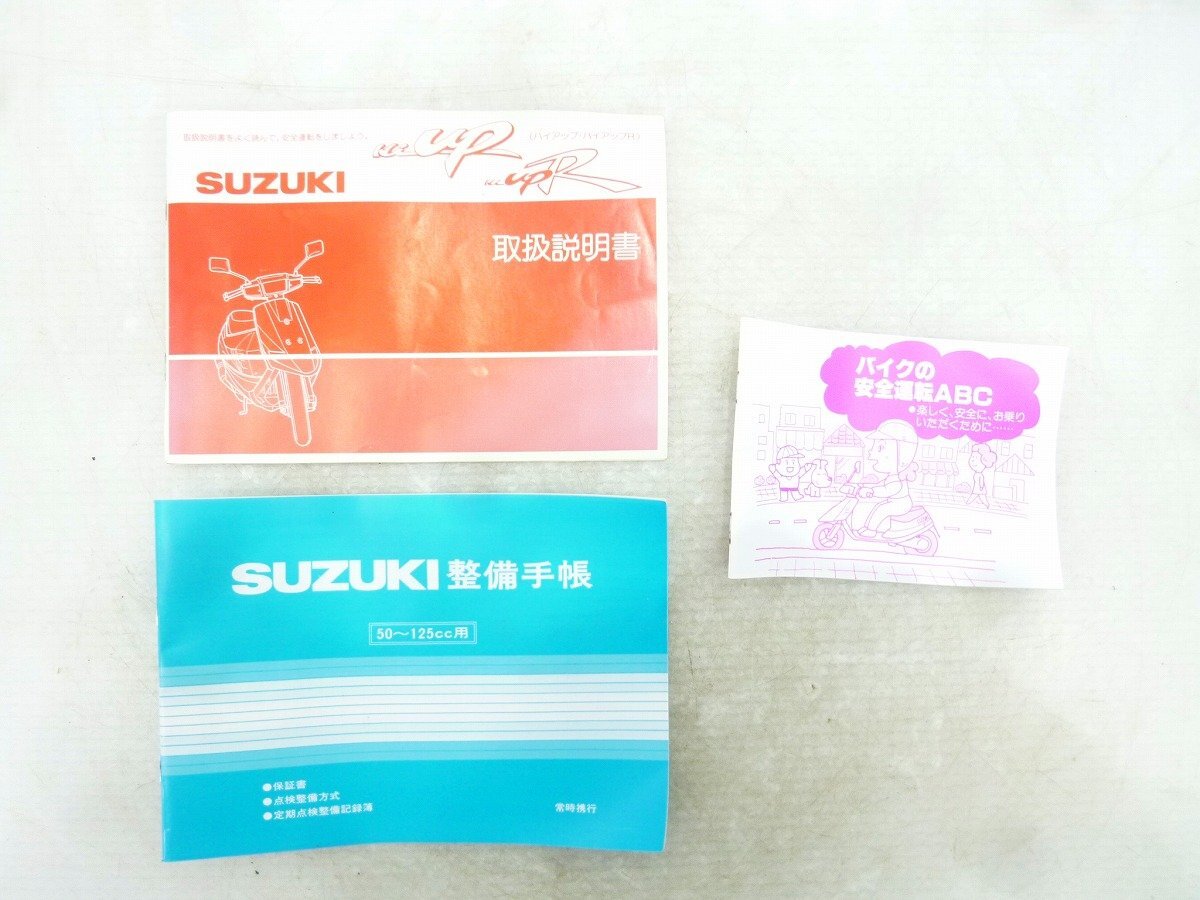 取扱説明書をよく読んで、安全運転をしましょう。
Hi UP
(ハイアップ・ハイアップR)
Hi UPR
SUZUKI
取扱説明書
SUZUKI 整備手帳
50〜125cc用
●保証書
●点検整備方式
●定期点検整備記録簿
常時携行
バイクの
安全運転ABC
●楽しく、安全に、お乗り
いただくために……